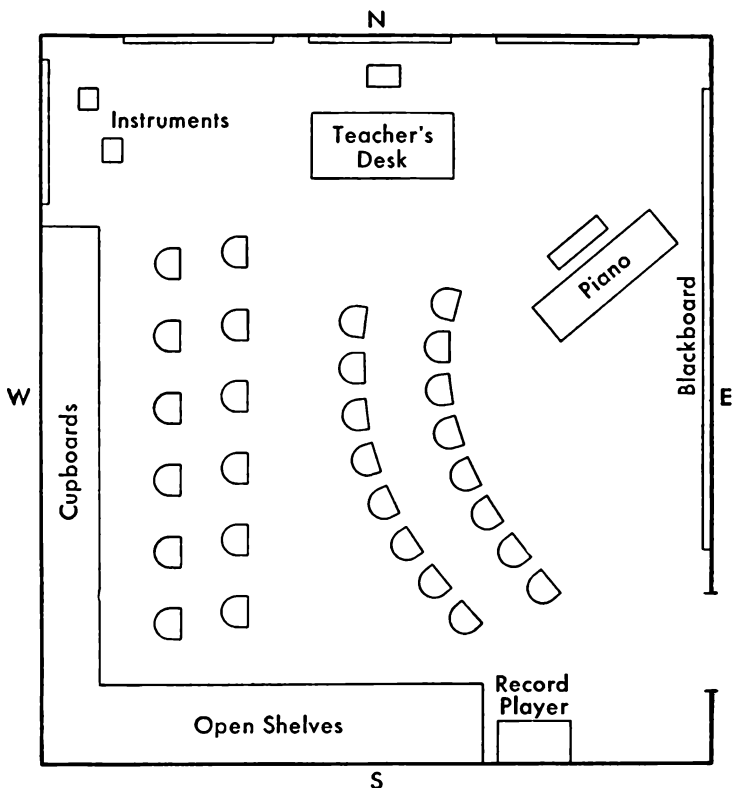 N
Instruments
Teacher's
Desk
Piano
Blackboard
W
E
Cupboards
Record
Player
Open Shelves
S